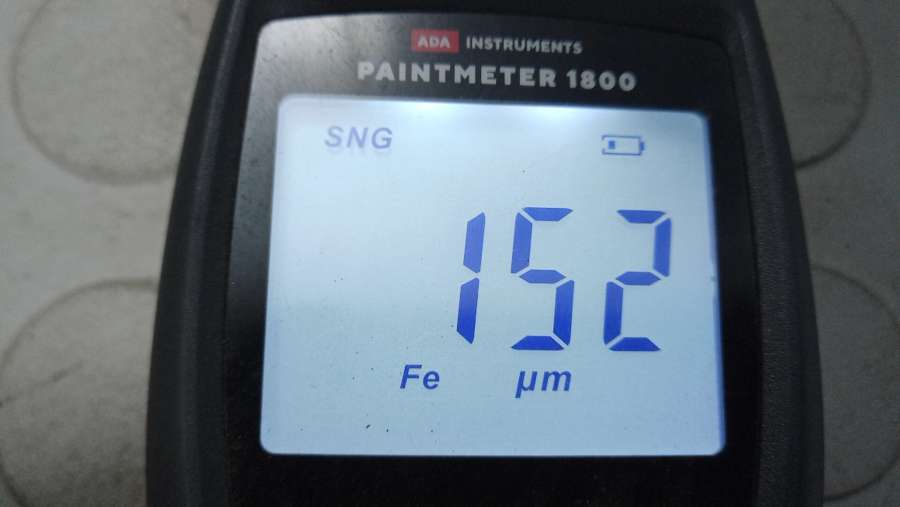 ADA INSTRUMENTS
PAINTMETER 1800
SNG
152
Fe µm